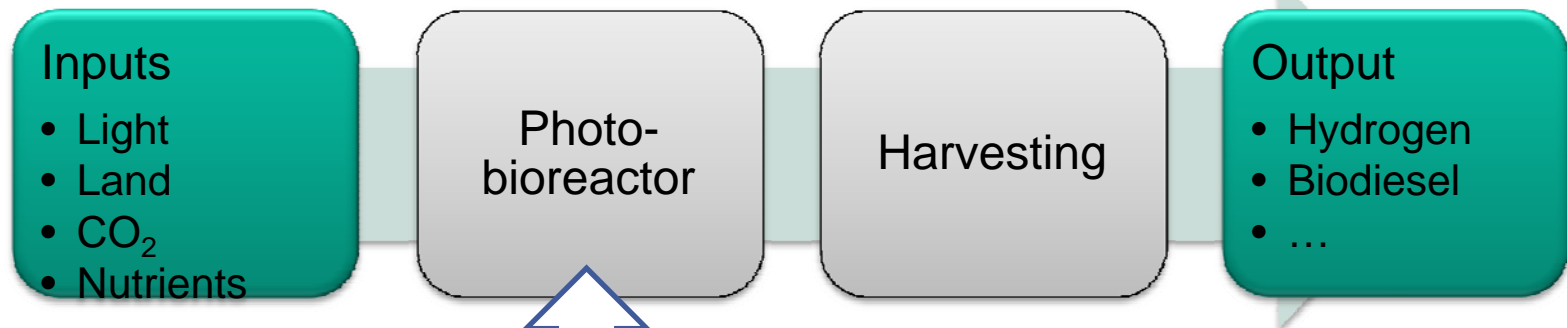 Inputs
• Light
• Land
• CO₂
• Nutrients
Photo-
bioreactor
Harvesting
Output
• Hydrogen
• Biodiesel
• …